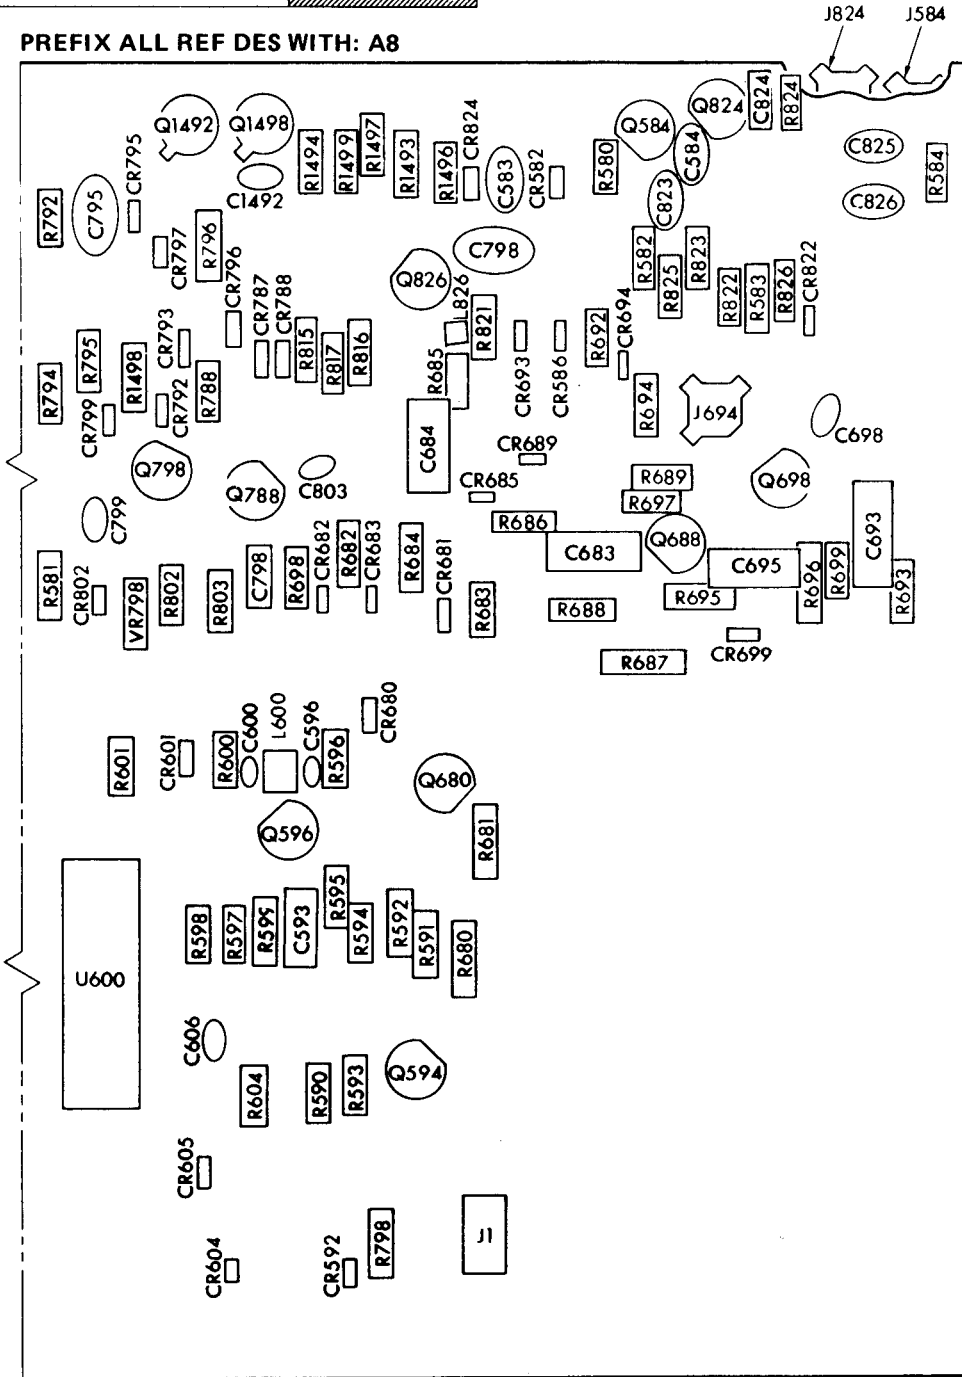 J824 J584
PREFIX ALL REF DES WITH: A8
Q1492 Q1498 CR795 R1494 R1499 R1497 R1493 R1496 CR824 C583 CR582 R580 Q584 C584 Q824 C824 R824
C825 R584
R792 C795 C1492 C823 C826
CR797 R796 CR796 Q826 C798 R582 R825 R823 R822 R583 R826 CR822
CR787 CR788 L826 R821 CR694
R794 R795 R1498 CR793 R815 R817 R816 R685 CR693 CR586 R692
CR799 CR792 R788 R694 J694 C698
C684 CR689
Q798 Q788 C803 CR685 R689 Q698
C799 R697
R686 Q688 C693
R581 CR802 VR798 R802 R803 C798 R698 CR682 R682 CR683 R684 CR681 R683 C683 C695
R688 R695 R696 R699 R693
R687 CR699
CR680
R601 CR601 R600 C600 L600 C596 R596 Q680
Q596 R681
R598 R597 R599 C593 R595 R594 R592 R591 R680
U600
C606
R604 R590 R593 Q594
CR605
CR604 CR592 R798 J1